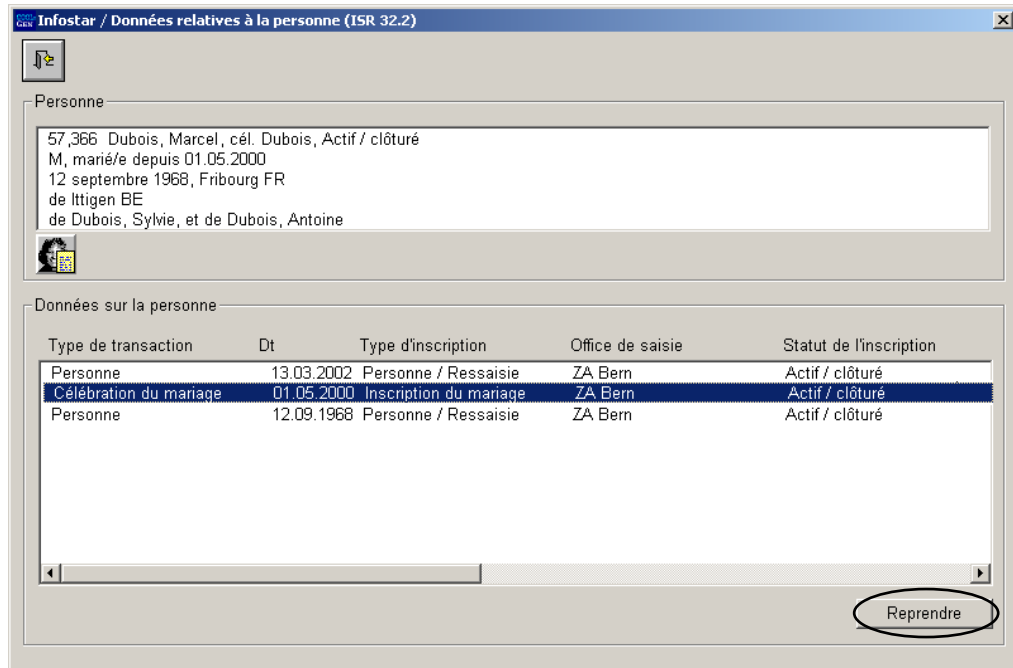 COOL GEN Infostar / Données relatives à la personne (ISR 32.2)
Personne
57,366 Dubois, Marcel, cél. Dubois, Actif / clôturé
M, marié/e depuis 01.05.2000
12 septembre 1968, Fribourg FR
de Ittigen BE
de Dubois, Sylvie, et de Dubois, Antoine
Données sur la personne
Type de transaction Dt Type d'inscription Office de saisie Statut de l'inscription
Personne 13.03.2002 Personne / Ressaisie ZA Bern Actif / clôturé
Célébration du mariage 01.05.2000 Inscription du mariage ZA Bern Actif / clôturé
Personne 12.09.1968 Personne / Ressaisie ZA Bern Actif / clôturé
Reprendre